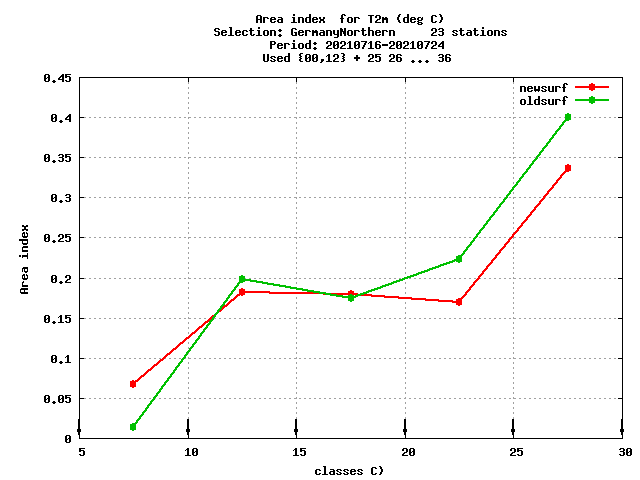 Area index  for T2m (deg C)
Selection: GermanyNorthern     23 stations
Period: 20210716-20210724
Used {00,12} + 25 26 ... 36
newsurf
oldsurf
0.45
0.4
0.35
0.3
0.25
0.2
0.15
0.1
0.05
0
Area index
5 10 15 20 25 30
classes C)